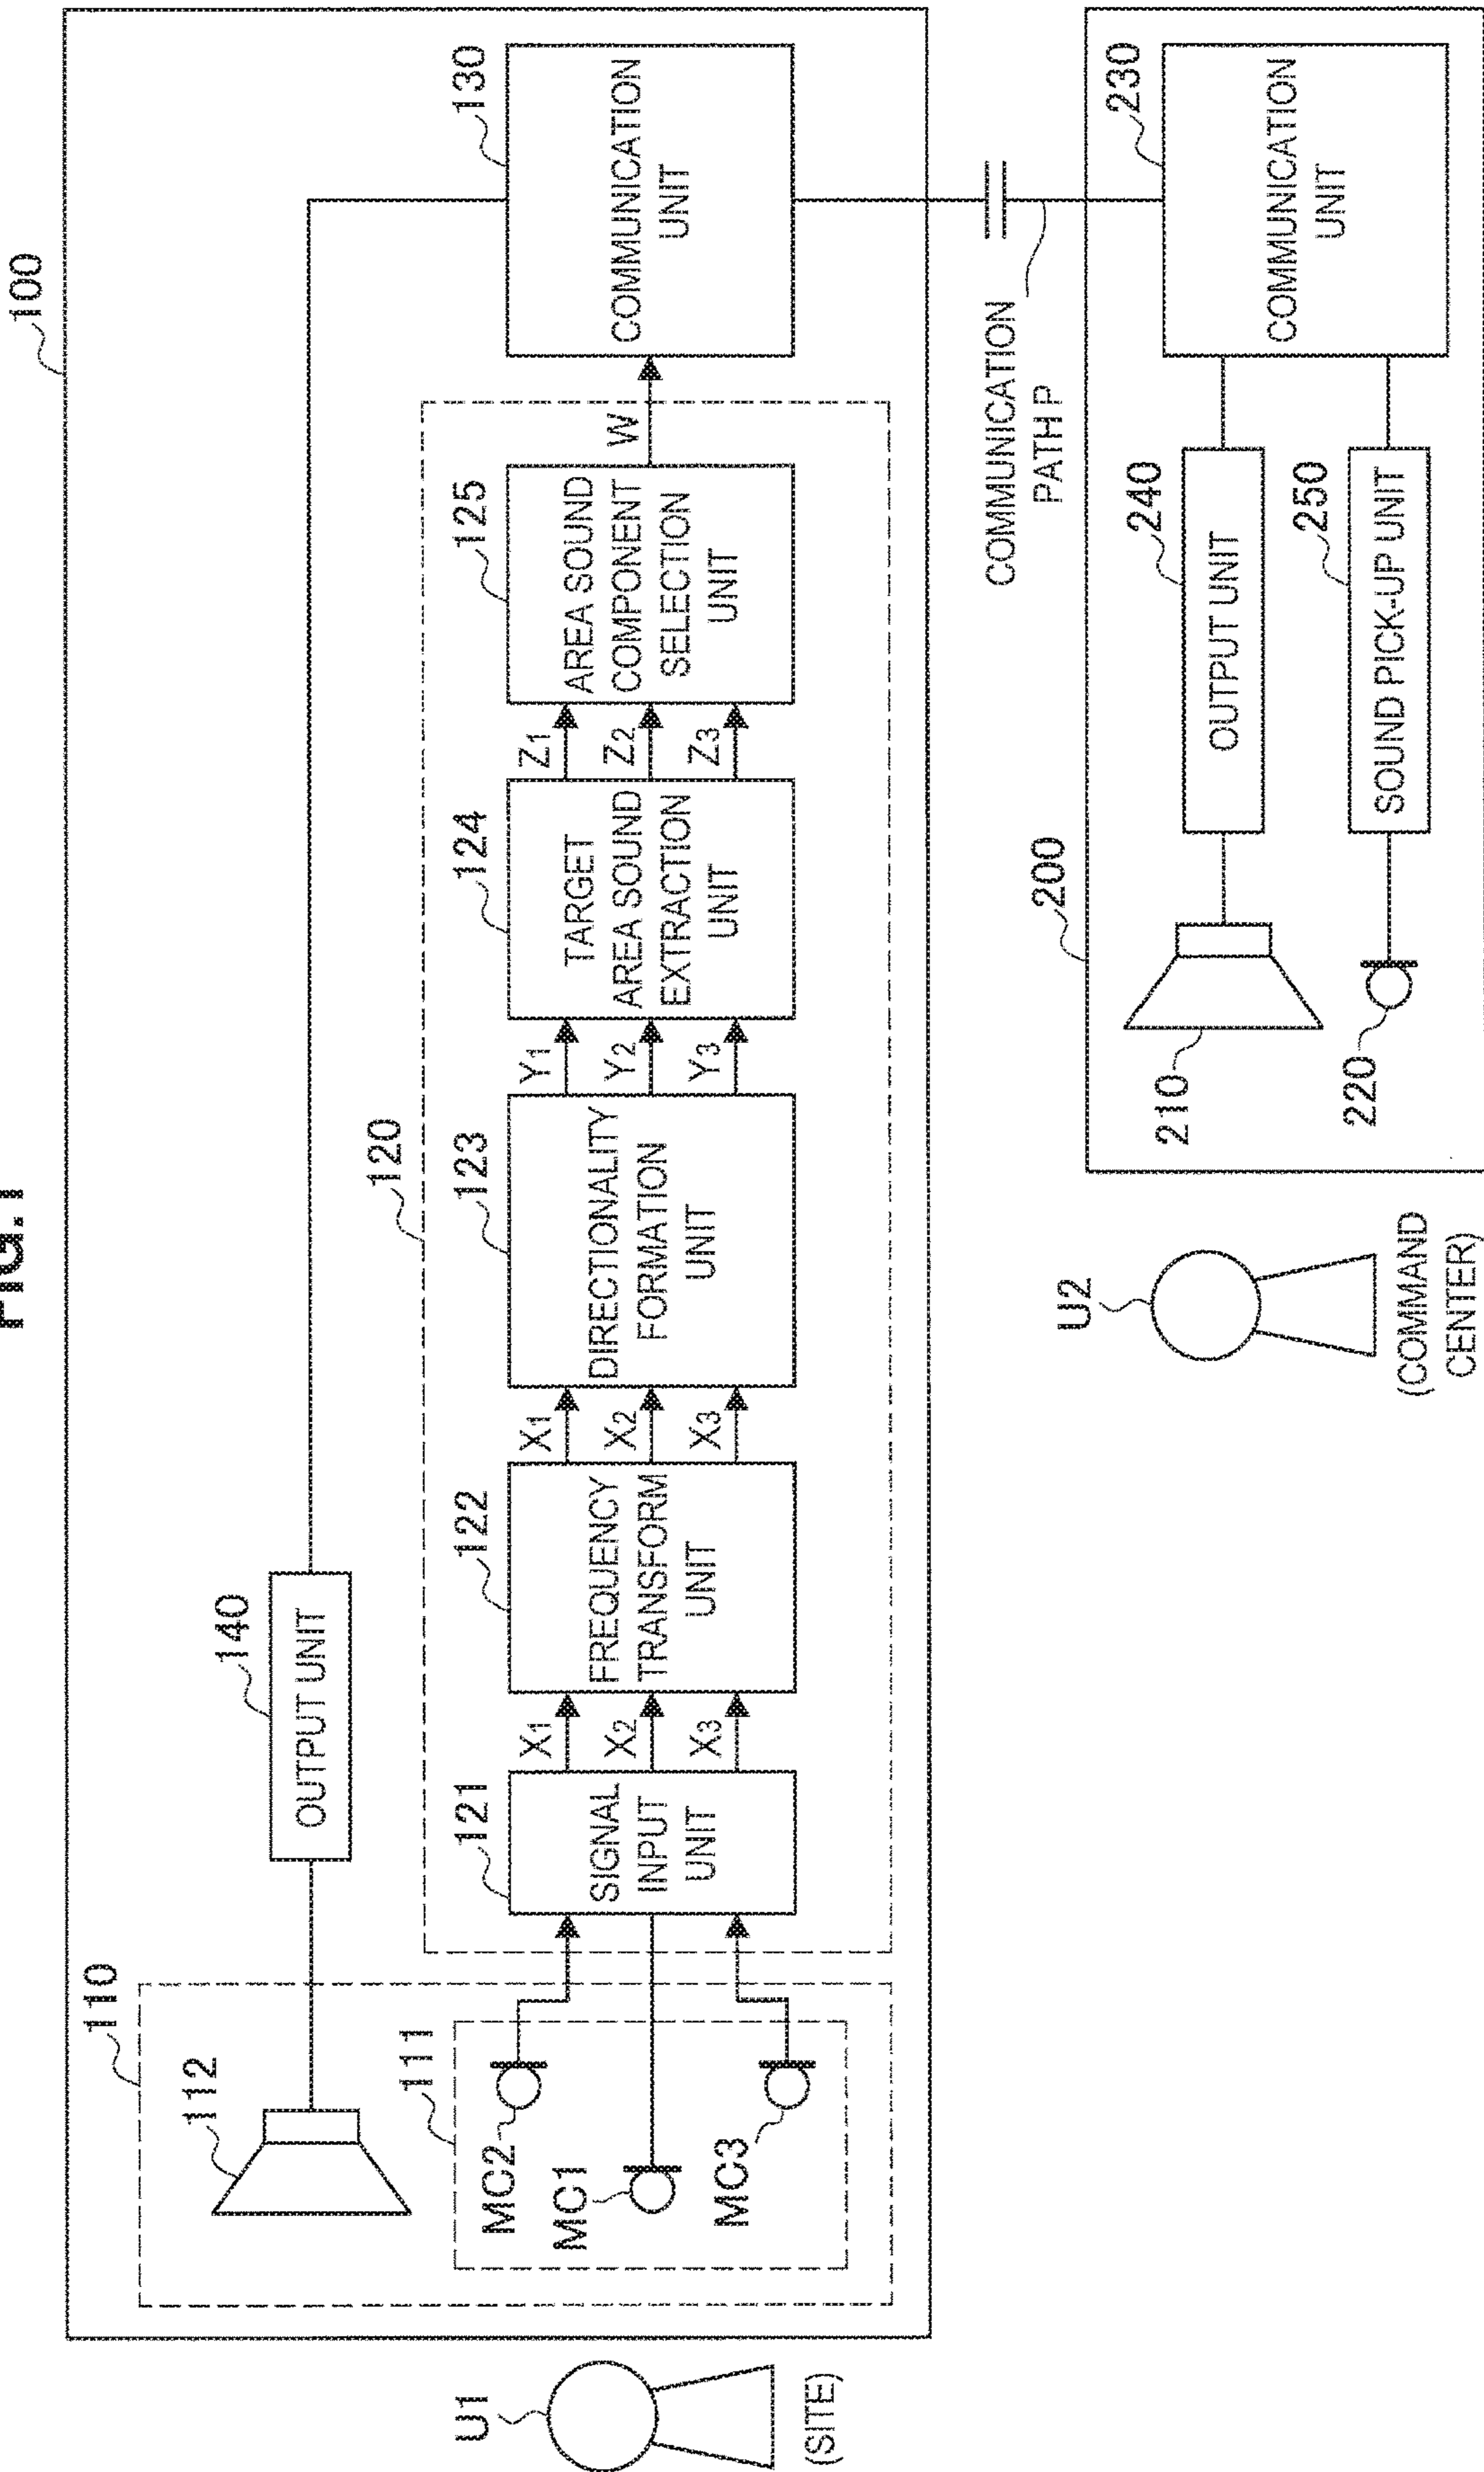 FIG.1
100
110
112
140
OUTPUT UNIT
120
111
MC2
MC1
MC3
121
SIGNAL
INPUT
UNIT
X1
X2
X3
122
FREQUENCY
TRANSFORM
UNIT
X1
X2
X3
123
DIRECTIONALITY
FORMATION
UNIT
Y1
Y2
Y3
124
TARGET
AREA SOUND
EXTRACTION
UNIT
Z1
Z2
Z3
125
AREA SOUND
COMPONENT
SELECTION
UNIT
W
130
COMMUNICATION
UNIT
U1
(SITE)
COMMUNICATION
PATH P
U2
(COMMAND
CENTER)
200
210
220
240
OUTPUT UNIT
250
SOUND PICK-UP UNIT
230
COMMUNICATION
UNIT